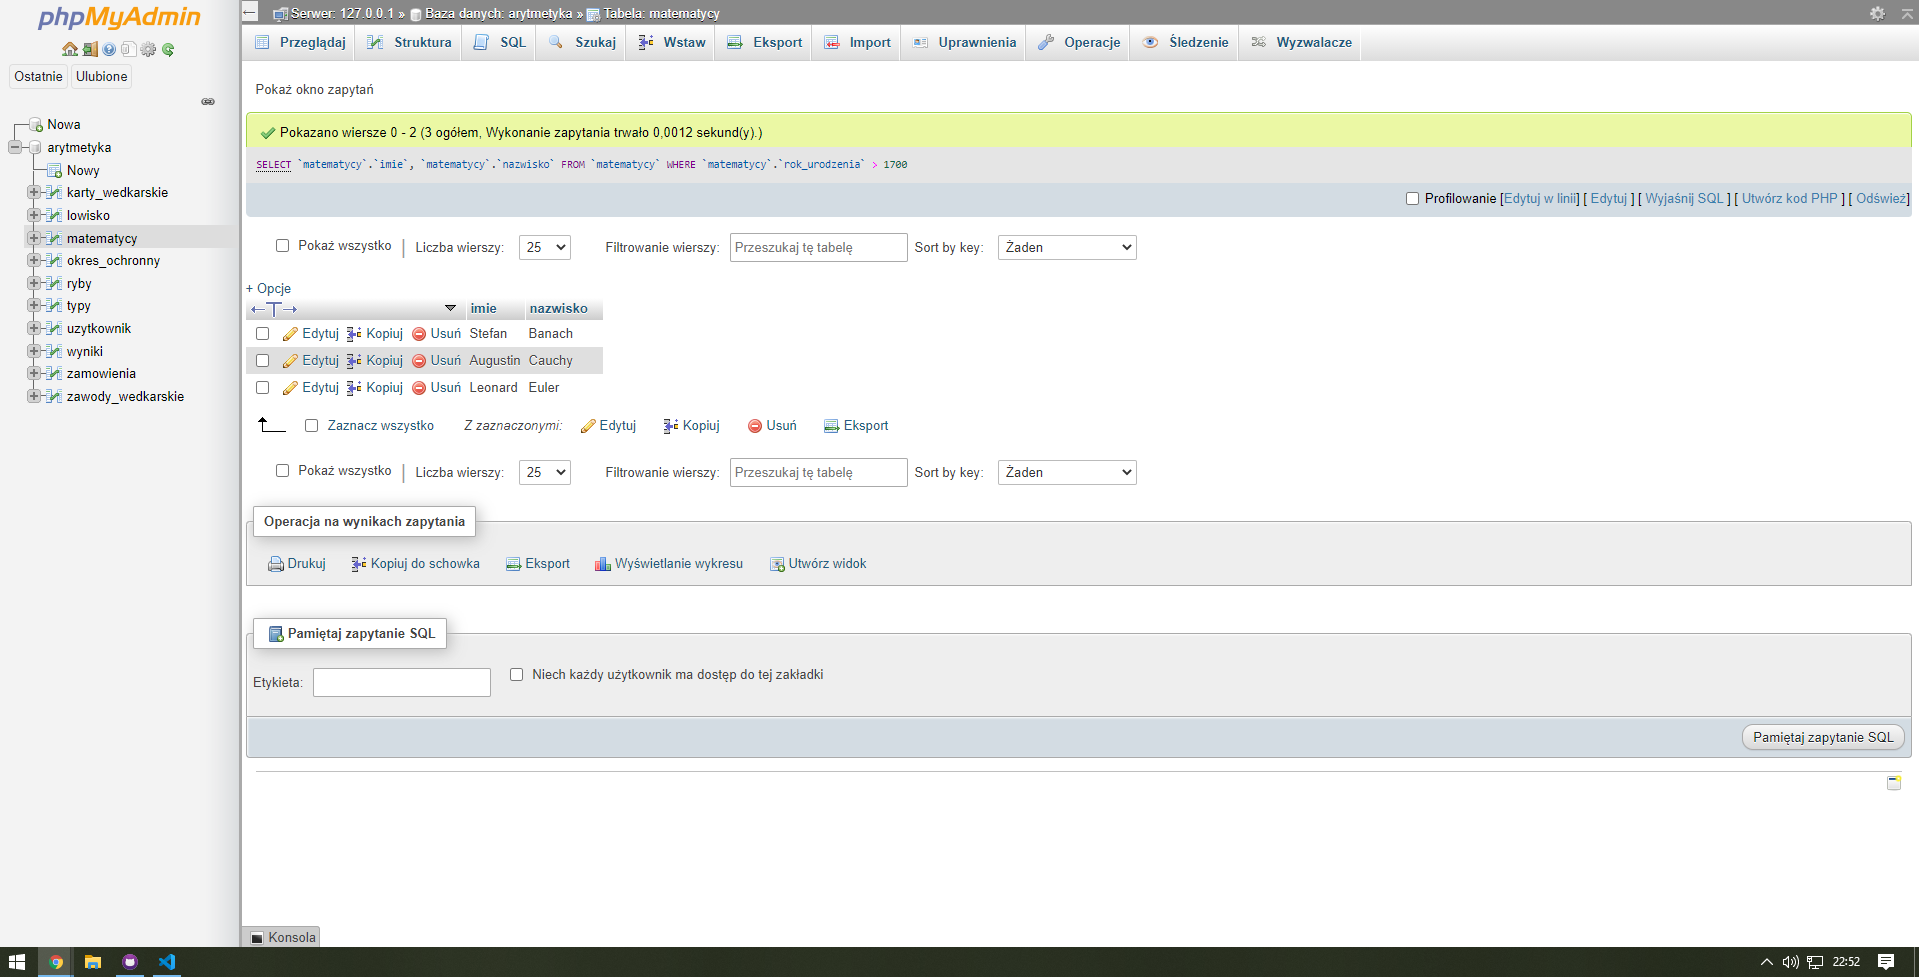 phpMyAdmin
Ostatnie Ulubione
Nowa
arytmetyka
Nowy
karty_wedkarskie
lowisko
matematycy
okres_ochronny
ryby
typy
uzytkownik
wyniki
zamowienia
zawody_wedkarskie
Serwer: 127.0.0.1 » Baza danych: arytmetyka » Tabela: matematycy
Przeglądaj Struktura SQL Szukaj Wstaw Eksport Import Uprawnienia Operacje Śledzenie Wyzwalacze
Pokaż okno zapytań
Pokazano wiersze 0 - 2 (3 ogółem, Wykonanie zapytania trwało 0,0012 sekund(y).)
SELECT `matematycy`.`imie`, `matematycy`.`nazwisko` FROM `matematycy` WHERE `matematycy`.`rok_urodzenia` > 1700
Profilowanie [Edytuj w linii] [ Edytuj ] [ Wyjaśnij SQL ] [ Utwórz kod PHP ] [ Odśwież]
Pokaż wszystko | Liczba wierszy: 25 Filtrowanie wierszy: Przeszukaj tę tabelę Sort by key: Żaden
+ Opcje
←T→ imie nazwisko
Edytuj Kopiuj Usuń Stefan Banach
Edytuj Kopiuj Usuń Augustin Cauchy
Edytuj Kopiuj Usuń Leonard Euler
Zaznacz wszystko Z zaznaczonymi: Edytuj Kopiuj Usuń Eksport
Pokaż wszystko | Liczba wierszy: 25 Filtrowanie wierszy: Przeszukaj tę tabelę Sort by key: Żaden
Operacja na wynikach zapytania
Drukuj Kopiuj do schowka Eksport Wyświetlanie wykresu Utwórz widok
Pamiętaj zapytanie SQL
Etykieta: Niech każdy użytkownik ma dostęp do tej zakładki
Pamiętaj zapytanie SQL
Konsola
22:52